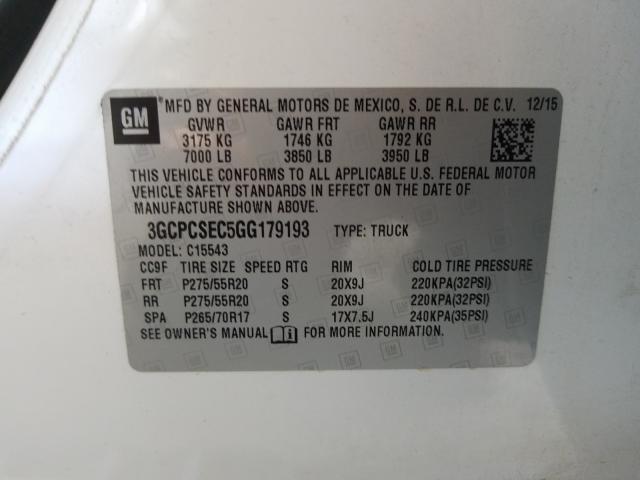 GM MFD BY GENERAL MOTORS DE MEXICO, S. DE R.L. DE C.V. 12/15
GVWR GAWR FRT GAWR RR
3175 KG 1746 KG 1792 KG
7000 LB 3850 LB 3950 LB
THIS VEHICLE CONFORMS TO ALL APPLICABLE U.S. FEDERAL MOTOR
VEHICLE SAFETY STANDARDS IN EFFECT ON THE DATE OF
MANUFACTURE SHOWN ABOVE.
3GCPCSEC5GG179193 TYPE: TRUCK
MODEL: C15543
CC9F TIRE SIZE SPEED RTG RIM COLD TIRE PRESSURE
FRT P275/55R20 S 20X9J 220KPA(32PSI)
RR P275/55R20 S 20X9J 220KPA(32PSI)
SPA P265/70R17 S 17X7.5J 240KPA(35PSI)
SEE OWNER'S MANUAL FOR MORE INFORMATION.